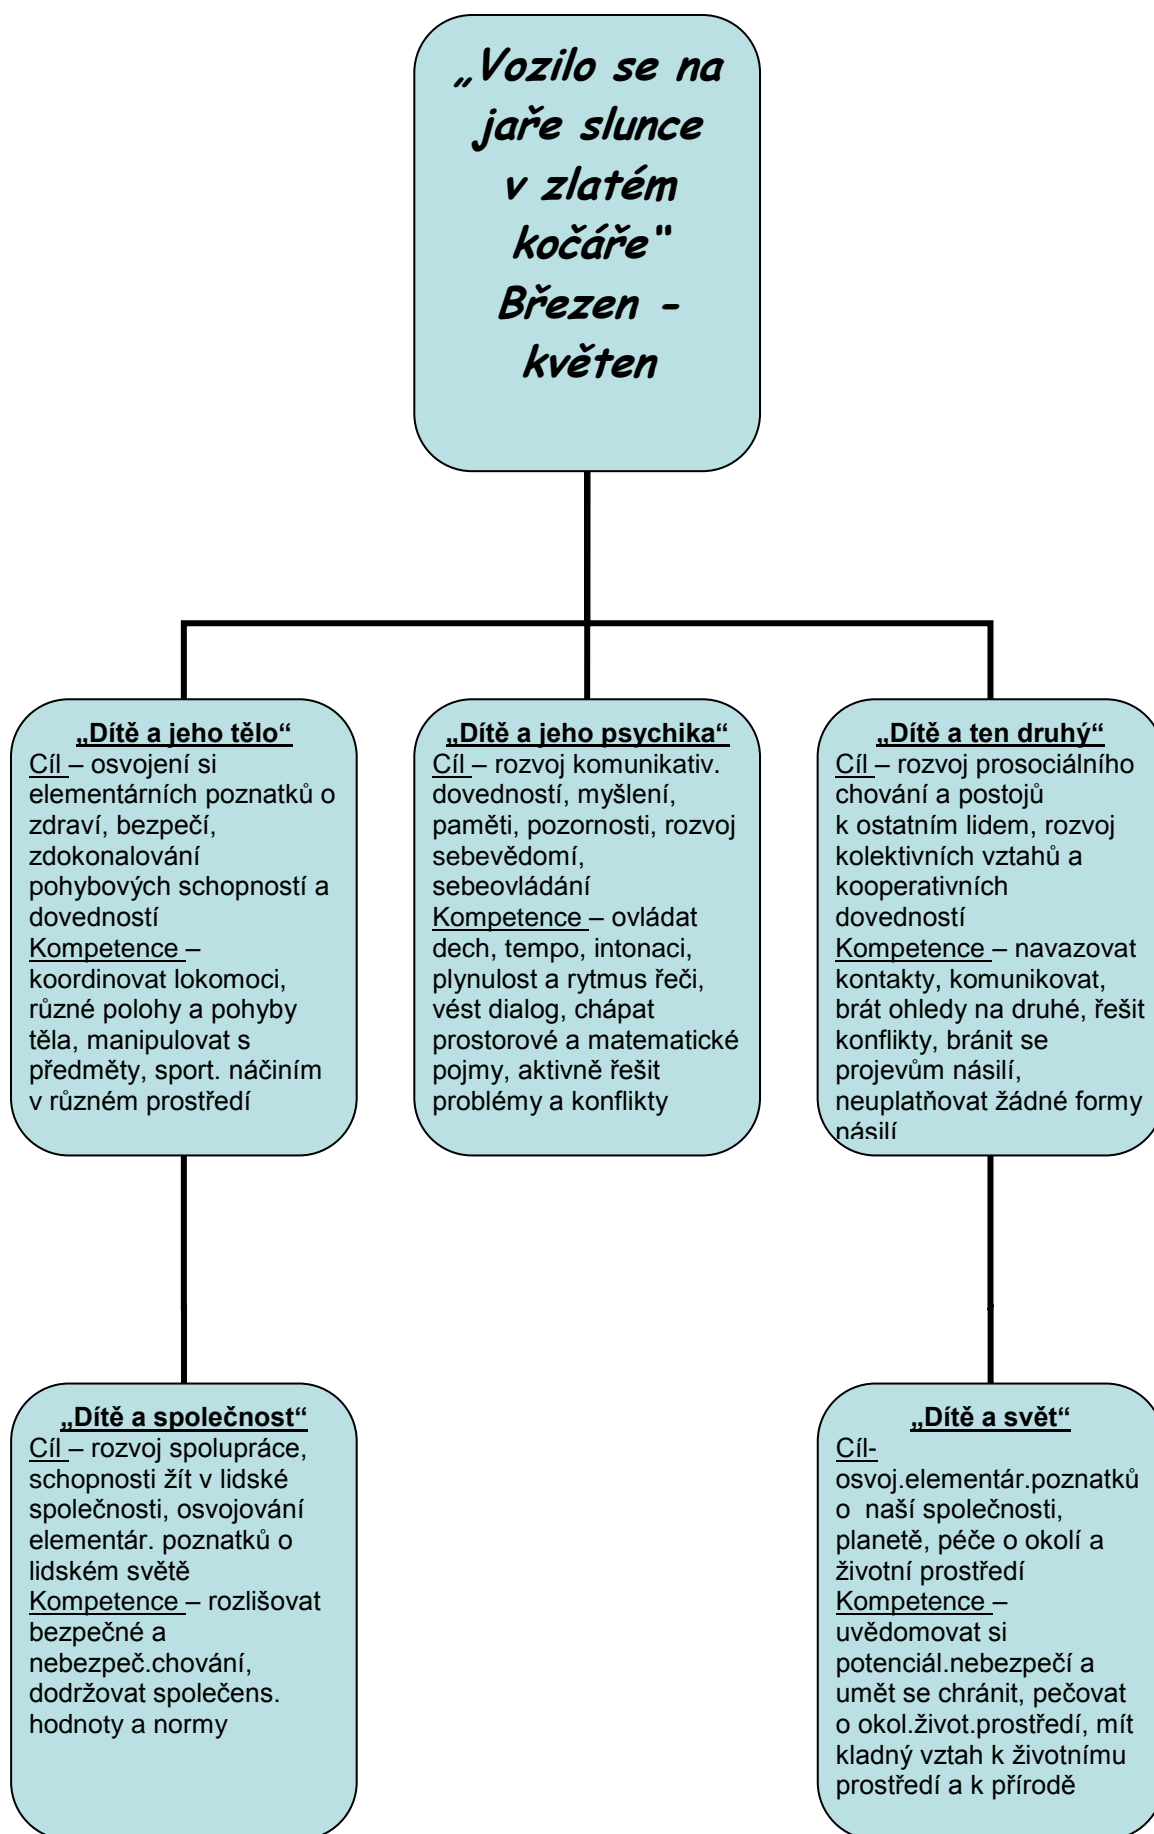 „Vozilo se na
jaře slunce
v zlatém
kočáře“
Březen -
květen
„Dítě a jeho tělo“
Cíl – osvojení si
elementárních poznatků o
zdraví, bezpečí,
zdokonalování
pohybových schopností a
dovedností
Kompetence –
koordinovat lokomoci,
různé polohy a pohyby
těla, manipulovat s
předměty, sport. náčiním
v různém prostředí
„Dítě a jeho psychika“
Cíl – rozvoj komunikativ.
dovedností, myšlení,
paměti, pozornosti, rozvoj
sebevědomí,
sebeovládání
Kompetence – ovládat
dech, tempo, intonaci,
plynulost a rytmus řeči,
vést dialog, chápat
prostorové a matematické
pojmy, aktivně řešit
problémy a konflikty
„Dítě a ten druhý“
Cíl – rozvoj prosociálního
chování a postojů
k ostatním lidem, rozvoj
kolektivních vztahů a
kooperativních
dovedností
Kompetence – navazovat
kontakty, komunikovat,
brát ohledy na druhé, řešit
konflikty, bránit se
projevům násilí,
neuplatňovat žádné formy
násilí
„Dítě a společnost“
Cíl – rozvoj spolupráce,
schopnosti žít v lidské
společnosti, osvojování
elementár. poznatků o
lidském světě
Kompetence – rozlišovat
bezpečné a
nebezpeč.chování,
dodržovat společens.
hodnoty a normy
„Dítě a svět“
Cíl-
osvoj.elementár.poznatků
o  naší společnosti,
planetě, péče o okolí a
životní prostředí
Kompetence –
uvědomovat si
potenciál.nebezpečí a
umět se chránit, pečovat
o okol.život.prostředí, mít
kladný vztah k životnímu
prostředí a k přírodě